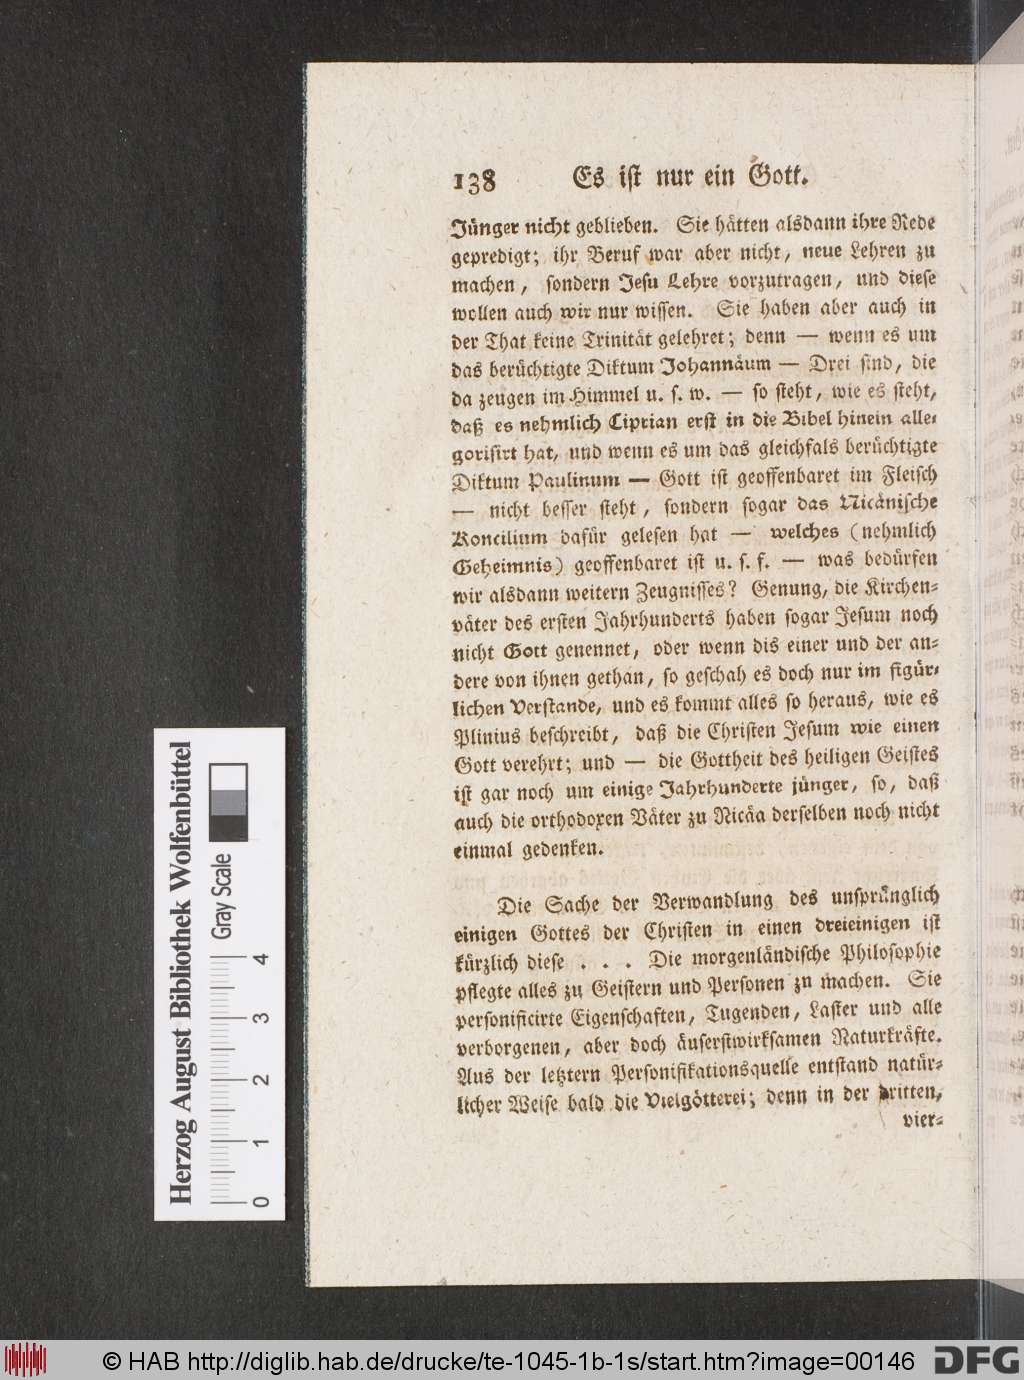 138 Es ist nur ein Gott.
Jünger nicht geblieben. Sie hätten alsdann ihre Rede
gepredigt; ihr Beruf war aber nicht, neue Lehren zu
machen, sondern Jesu Lehre vorzutragen, und diese
wollen auch wir nur wissen. Sie haben aber auch in
der That keine Trinität gelehret; denn — wenn es um
das berüchtigte Diktum Johannäum — Drei sind, die
da zeugen im Himmel u. s. w. — so steht, wie es steht,
daß es nehmlich Ciprian erst in die Bibel hinein alle-
gorisirt hat, und wenn es um das gleichfals berüchtigte
Diktum Paulinum — Gott ist geoffenbaret im Fleisch
— nicht besser steht, sondern sogar das Nicänische
Koncilium dafür gelesen hat — welches (nehmlich
Geheimnis) geoffenbaret ist u. s. f. — was bedürfen
wir alsdann weitern Zeugnisses? Genung, die Kirchen-
väter des ersten Jahrhunderts haben sogar Jesum noch
nicht Gott genennet, oder wenn dis einer und der an-
dere von ihnen gethan, so geschah es doch nur im figür-
lichen Verstande, und es kommt alles so heraus, wie es
Plinius beschreibt, daß die Christen Jesum wie einen
Gott verehrt; und — die Gottheit des heiligen Geistes
ist gar noch um einige Jahrhunderte jünger, so, daß
auch die orthodoxen Väter zu Nicäa derselben noch nicht
einmal gedenken.
Die Sache der Verwandlung des unsprünglich
einigen Gottes der Christen in einen dreieinigen ist
kürzlich diese . . . Die morgenländische Philosophie
pflegte alles zu Geistern und Personen zu machen. Sie
personificirte Eigenschaften, Tugenden, Laster und alle
verborgenen, aber doch äuserstwirksamen Naturkräfte.
Aus der letztern Personifikationsquelle entstand natür-
licher Weise bald die Vielgötterei; denn in der dritten,
vier-
Herzog August Bibliothek Wolfenbüttel
Gray Scale
0 1 2 3 4
© HAB http://diglib.hab.de/drucke/te-1045-1b-1s/start.htm?image=00146
DFG